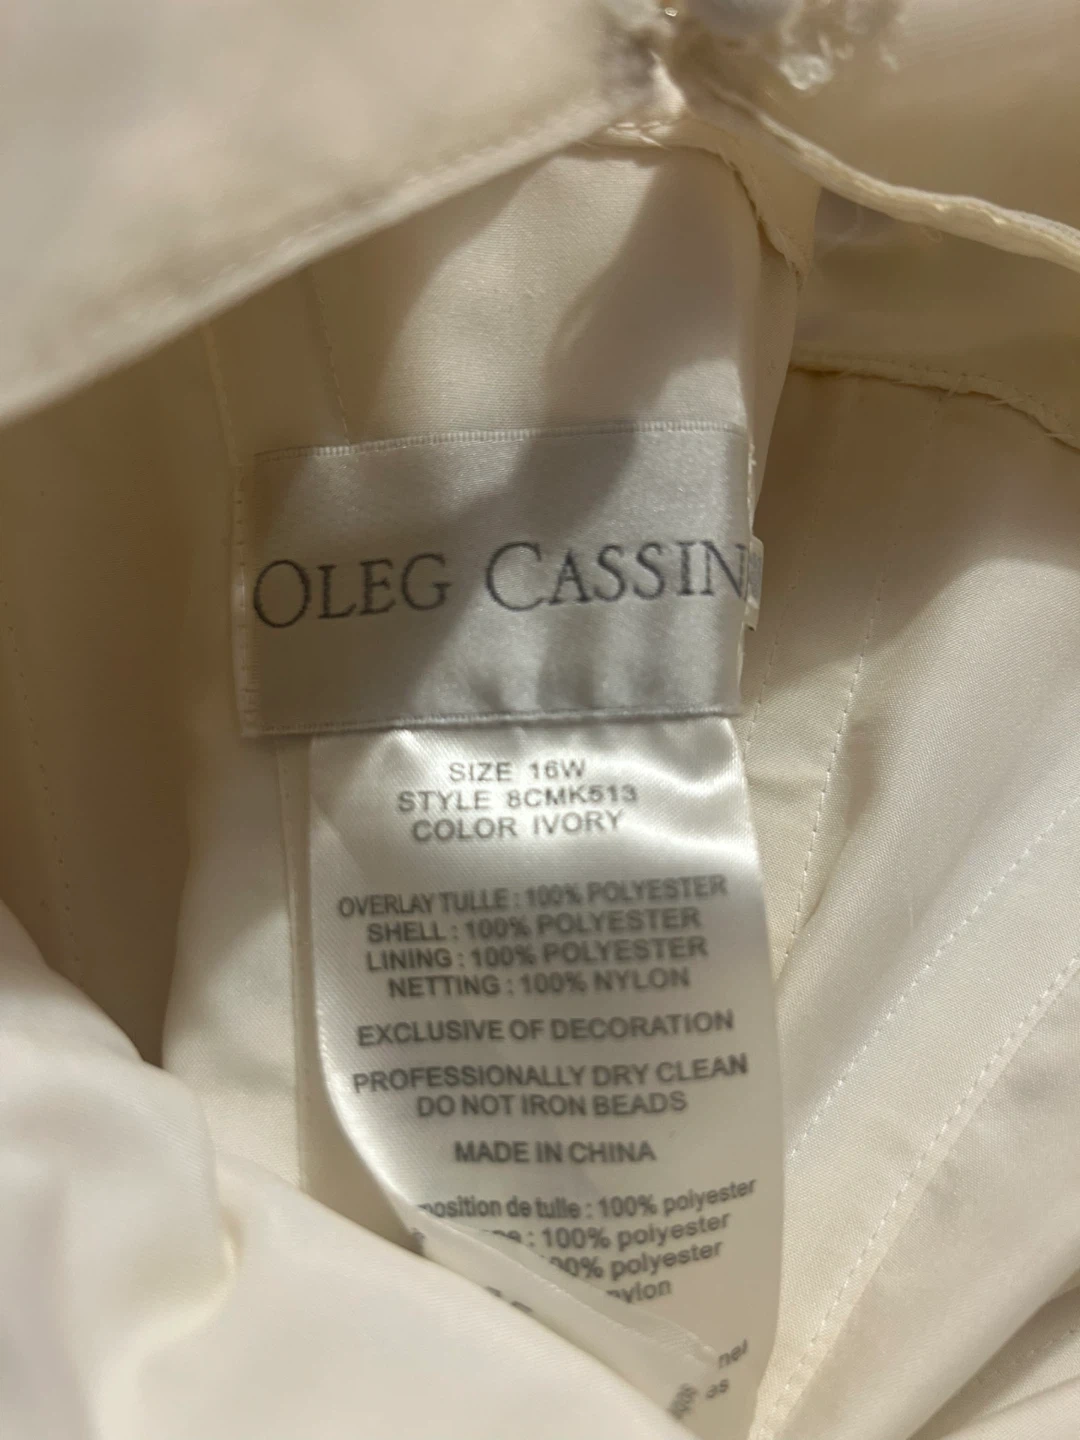 OLEG CASSIN
SIZE 16W
STYLE 8CMK513
COLOR IVORY
OVERLAY TULLE : 100% POLYESTER
SHELL : 100% POLYESTER
LINING : 100% POLYESTER
NETTING : 100% NYLON
EXCLUSIVE OF DECORATION
PROFESSIONALLY DRY CLEAN
DO NOT IRON BEADS
MADE IN CHINA
position de tulle : 100% polyester
: 100% polyester
polyester